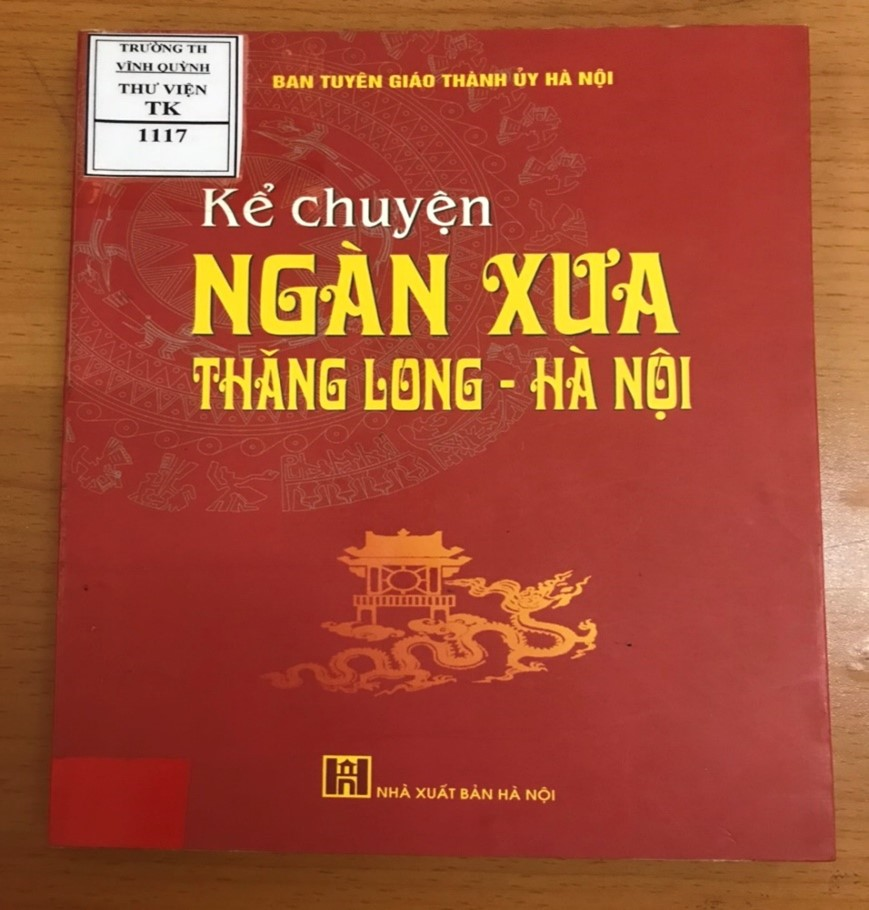 TRƯỜNG TH
VĨNH QUỲNH
THƯ VIỆN
TK
1117
BAN TUYÊN GIÁO THÀNH ỦY HÀ NỘI
Kể chuyện
NGÀN XƯA
THĂNG LONG - HÀ NỘI
NHÀ XUẤT BẢN HÀ NỘI